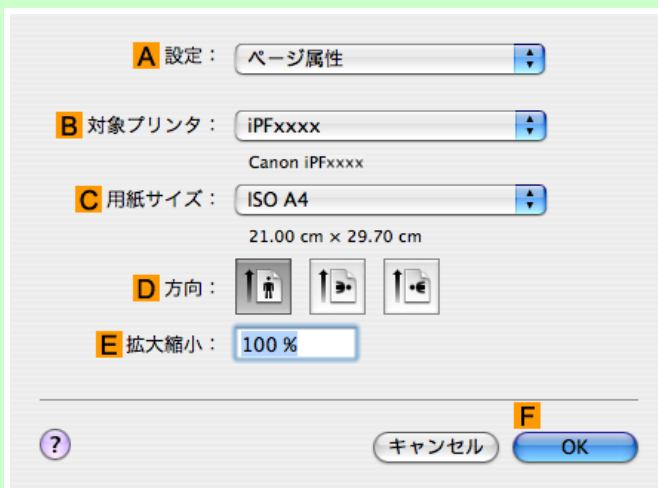 A 設定： ページ属性
B 対象プリンタ： iPFxxxx
Canon iPFxxxx
C 用紙サイズ： ISO A4
21.00 cm × 29.70 cm
D 方向：
E 拡大縮小： 100 %
F
? キャンセル OK